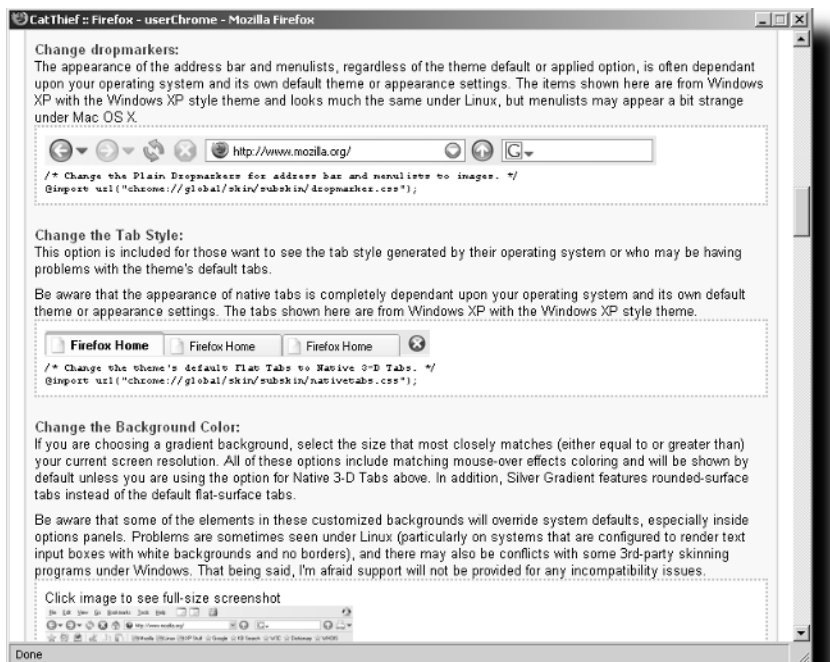 CatThief :: Firefox - userChrome - Mozilla Firefox
Change dropmarkers:
The appearance of the address bar and menulists, regardless of the theme default or applied option, is often dependant
upon your operating system and its own default theme or appearance settings. The items shown here are from Windows
XP with the Windows XP style theme and looks much the same under Linux, but menulists may appear a bit strange
under Mac OS X.
http://www.mozilla.org/
G
/* Change the Plain Dropmarkers for address bar and menulists to images. */
@import url("chrome://global/skin/subskin/dropmarker.css");
Change the Tab Style:
This option is included for those want to see the tab style generated by their operating system or who may be having
problems with the theme's default tabs.
Be aware that the appearance of native tabs is completely dependant upon your operating system and its own default
theme or appearance settings. The tabs shown here are from Windows XP with the Windows XP style theme.
Firefox Home Firefox Home Firefox Home
/* Change the theme's default Flat Tabs to Native 3-D Tabs. */
@import url("chrome://global/skin/subskin/nativetabs.css");
Change the Background Color:
If you are choosing a gradient background, select the size that most closely matches (either equal to or greater than)
your current screen resolution. All of these options include matching mouse-over effects coloring and will be shown by
default unless you are using the option for Native 3-D Tabs above. In addition, Silver Gradient features rounded-surface
tabs instead of the default flat-surface tabs.
Be aware that some of the elements in these customized backgrounds will override system defaults, especially inside
options panels. Problems are sometimes seen under Linux (particularly on systems that are configured to render text
input boxes with white backgrounds and no borders), and there may also be conflicts with some 3rd-party skinning
programs under Windows. That being said, I'm afraid support will not be provided for any incompatibility issues.
Click image to see full-size screenshot
File Edit View Go Bookmarks Tools Help
http://www.mozilla.org/ G
Done